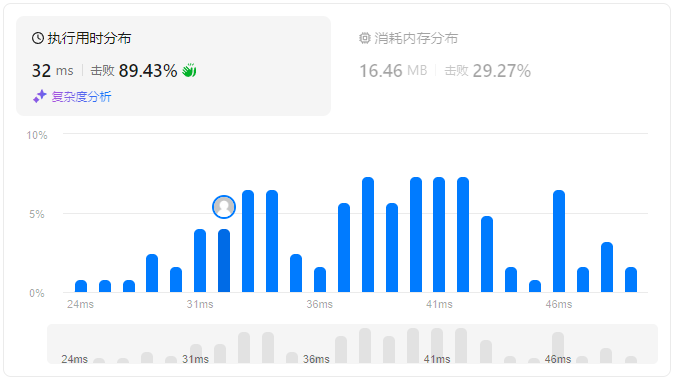 执行用时分布
32 ms 击败 89.43%
复杂度分析
消耗内存分布
16.46 MB 击败 29.27%
10%
5%
0%
24ms 31ms 36ms 41ms 46ms
24ms 31ms 36ms 41ms 46ms